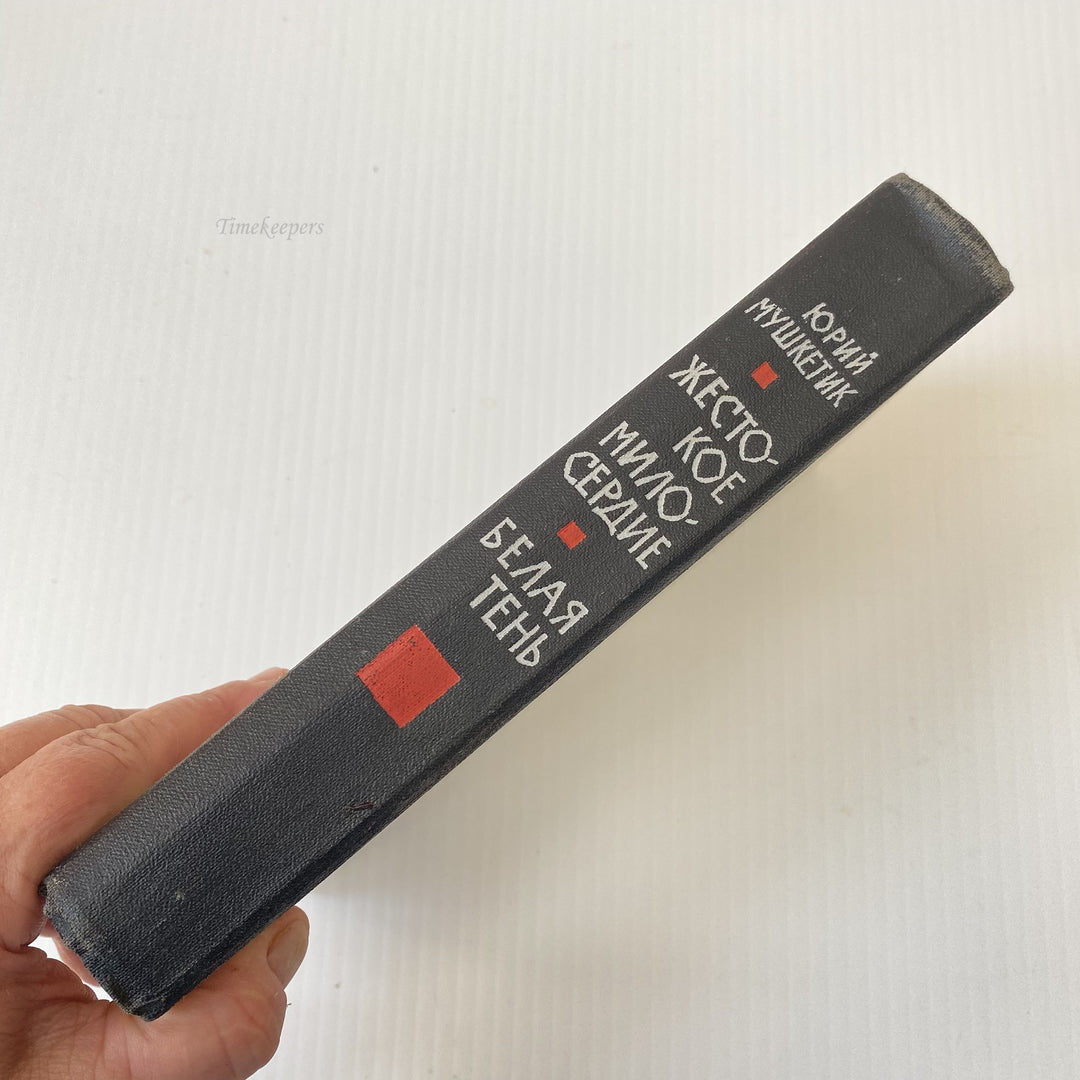 Timekeepers
ЮРИЙ
МУШКЕТИК
ЖЕСТО-
КОЕ
МИЛО-
СЕРДИЕ
БЕЛАЯ
ТЕНЬ